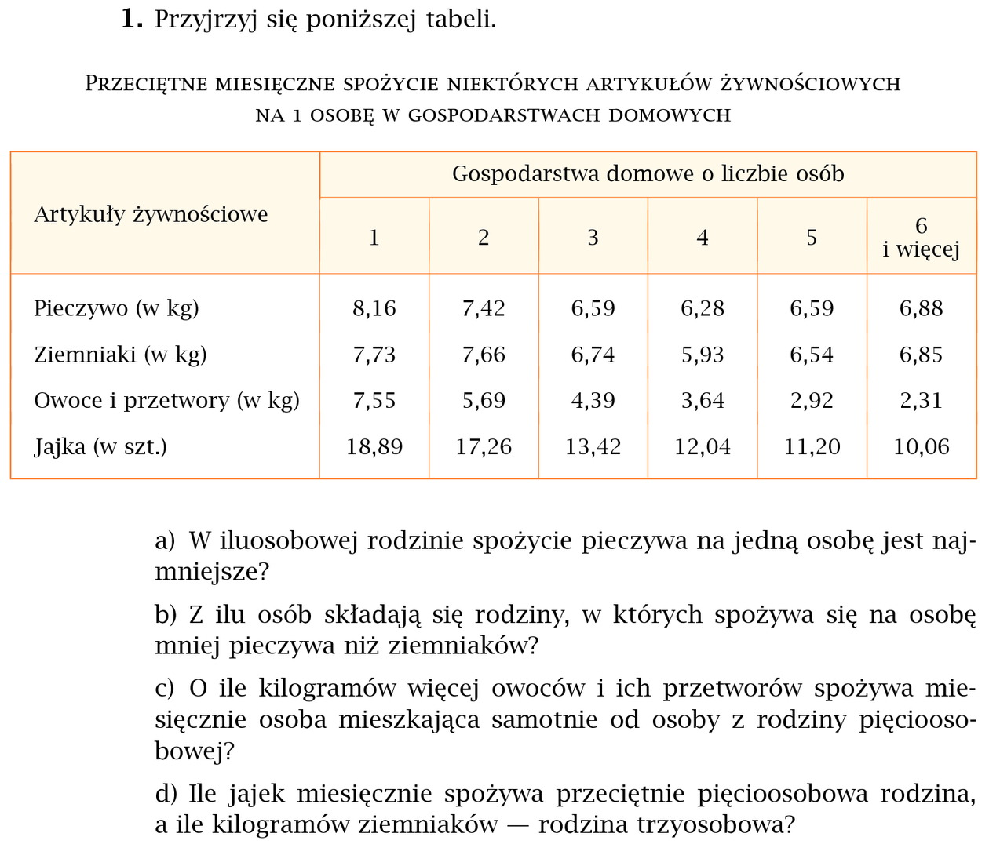 1. Przyjrzyj się poniższej tabeli.
PRZECIĘTNE MIESIĘCZNE SPOŻYCIE NIEKTÓRYCH ARTYKUŁÓW ŻYWNOŚCIOWYCH
NA 1 OSOBĘ W GOSPODARSTWACH DOMOWYCH
Artykuły żywnościowe
Gospodarstwa domowe o liczbie osób
1 2 3 4 5 6
i więcej
Pieczywo (w kg) 8,16 7,42 6,59 6,28 6,59 6,88
Ziemniaki (w kg) 7,73 7,66 6,74 5,93 6,54 6,85
Owoce i przetwory (w kg) 7,55 5,69 4,39 3,64 2,92 2,31
Jajka (w szt.) 18,89 17,26 13,42 12,04 11,20 10,06
a) W iluosobowej rodzinie spożycie pieczywa na jedną osobę jest naj-
mniejsze?
b) Z ilu osób składają się rodziny, w których spożywa się na osobę
mniej pieczywa niż ziemniaków?
c) O ile kilogramów więcej owoców i ich przetworów spożywa mie-
sięcznie osoba mieszkająca samotnie od osoby z rodziny pięciooso-
bowej?
d) Ile jajek miesięcznie spożywa przeciętnie pięcioosobowa rodzina,
a ile kilogramów ziemniaków — rodzina trzyosobowa?